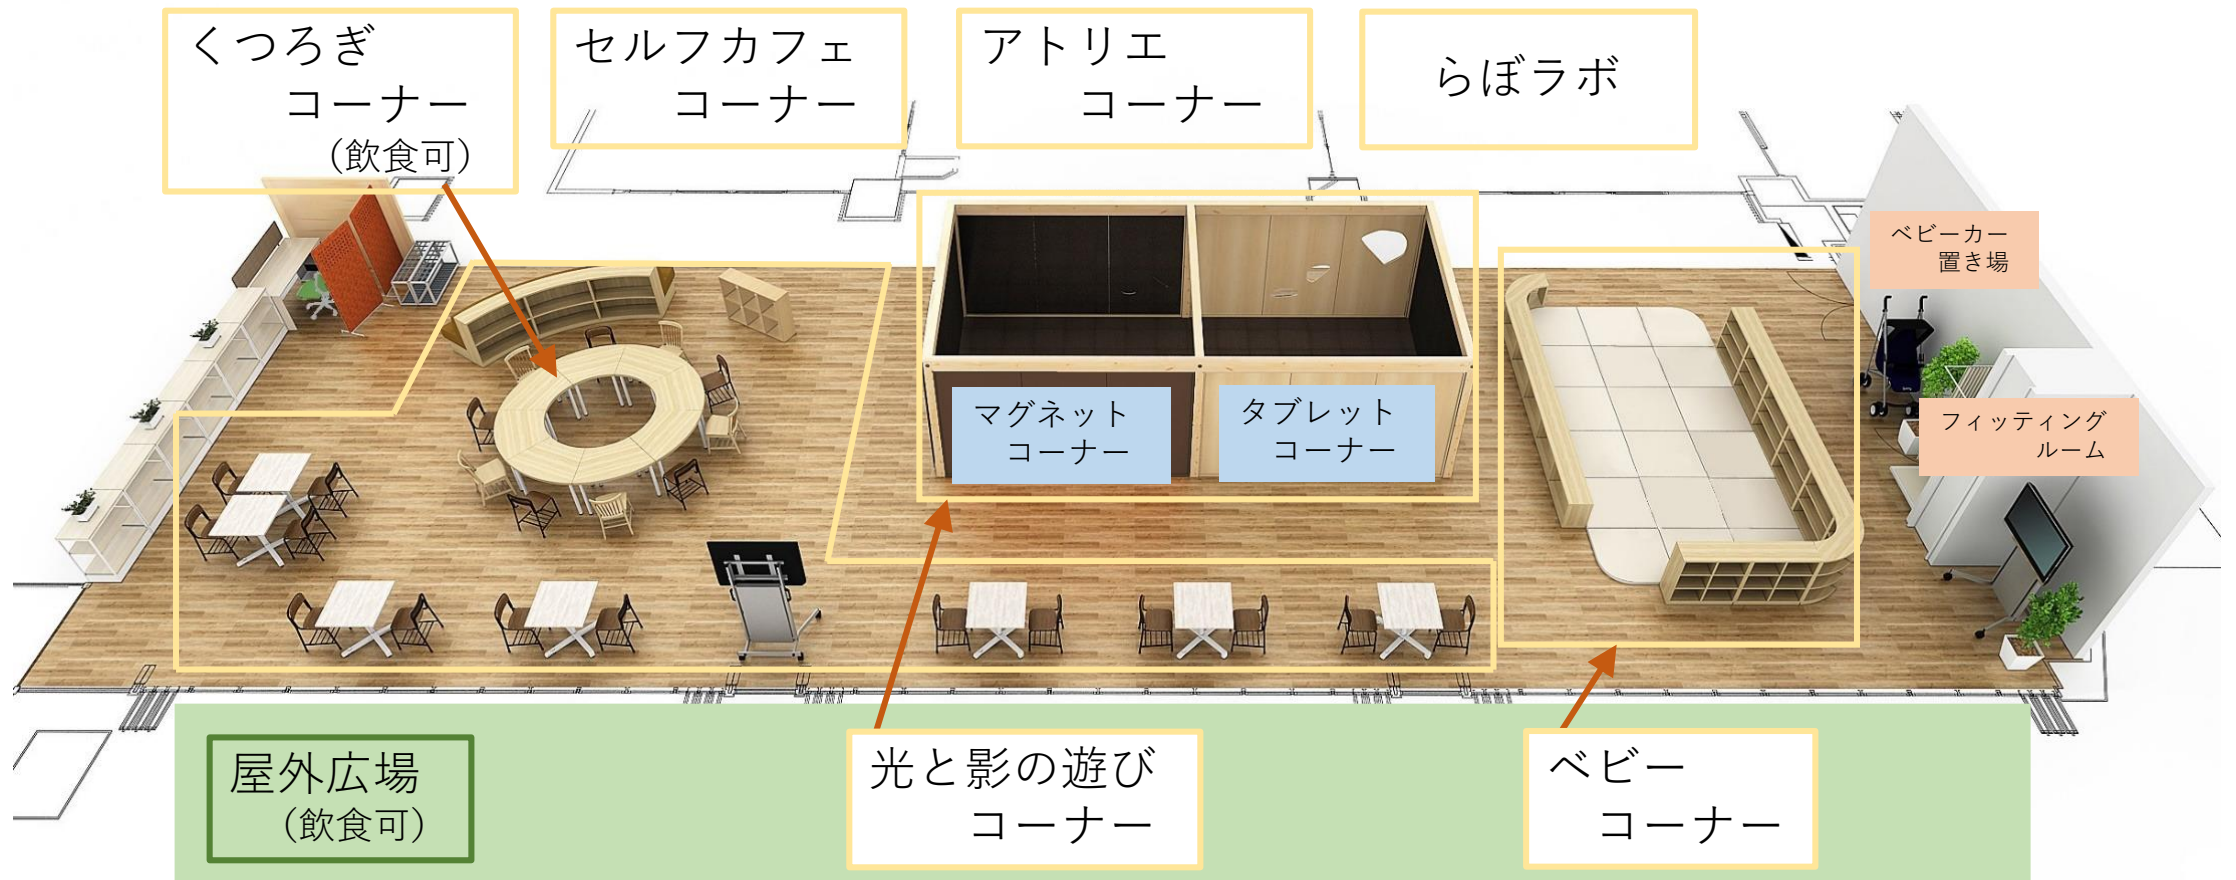 くつろぎ
コーナー
（飲食可）
セルフカフェ
コーナー
アトリエ
コーナー
らぼラボ
ベビーカー
置き場
マグネット
コーナー
タブレット
コーナー
フィッティング
ルーム
屋外広場
（飲食可）
光と影の遊び
コーナー
ベビー
コーナー